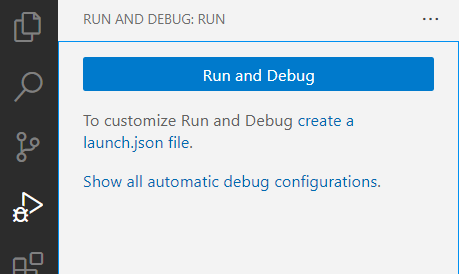 RUN AND DEBUG: RUN
Run and Debug
To customize Run and Debug create a
launch.json file.
Show all automatic debug configurations.